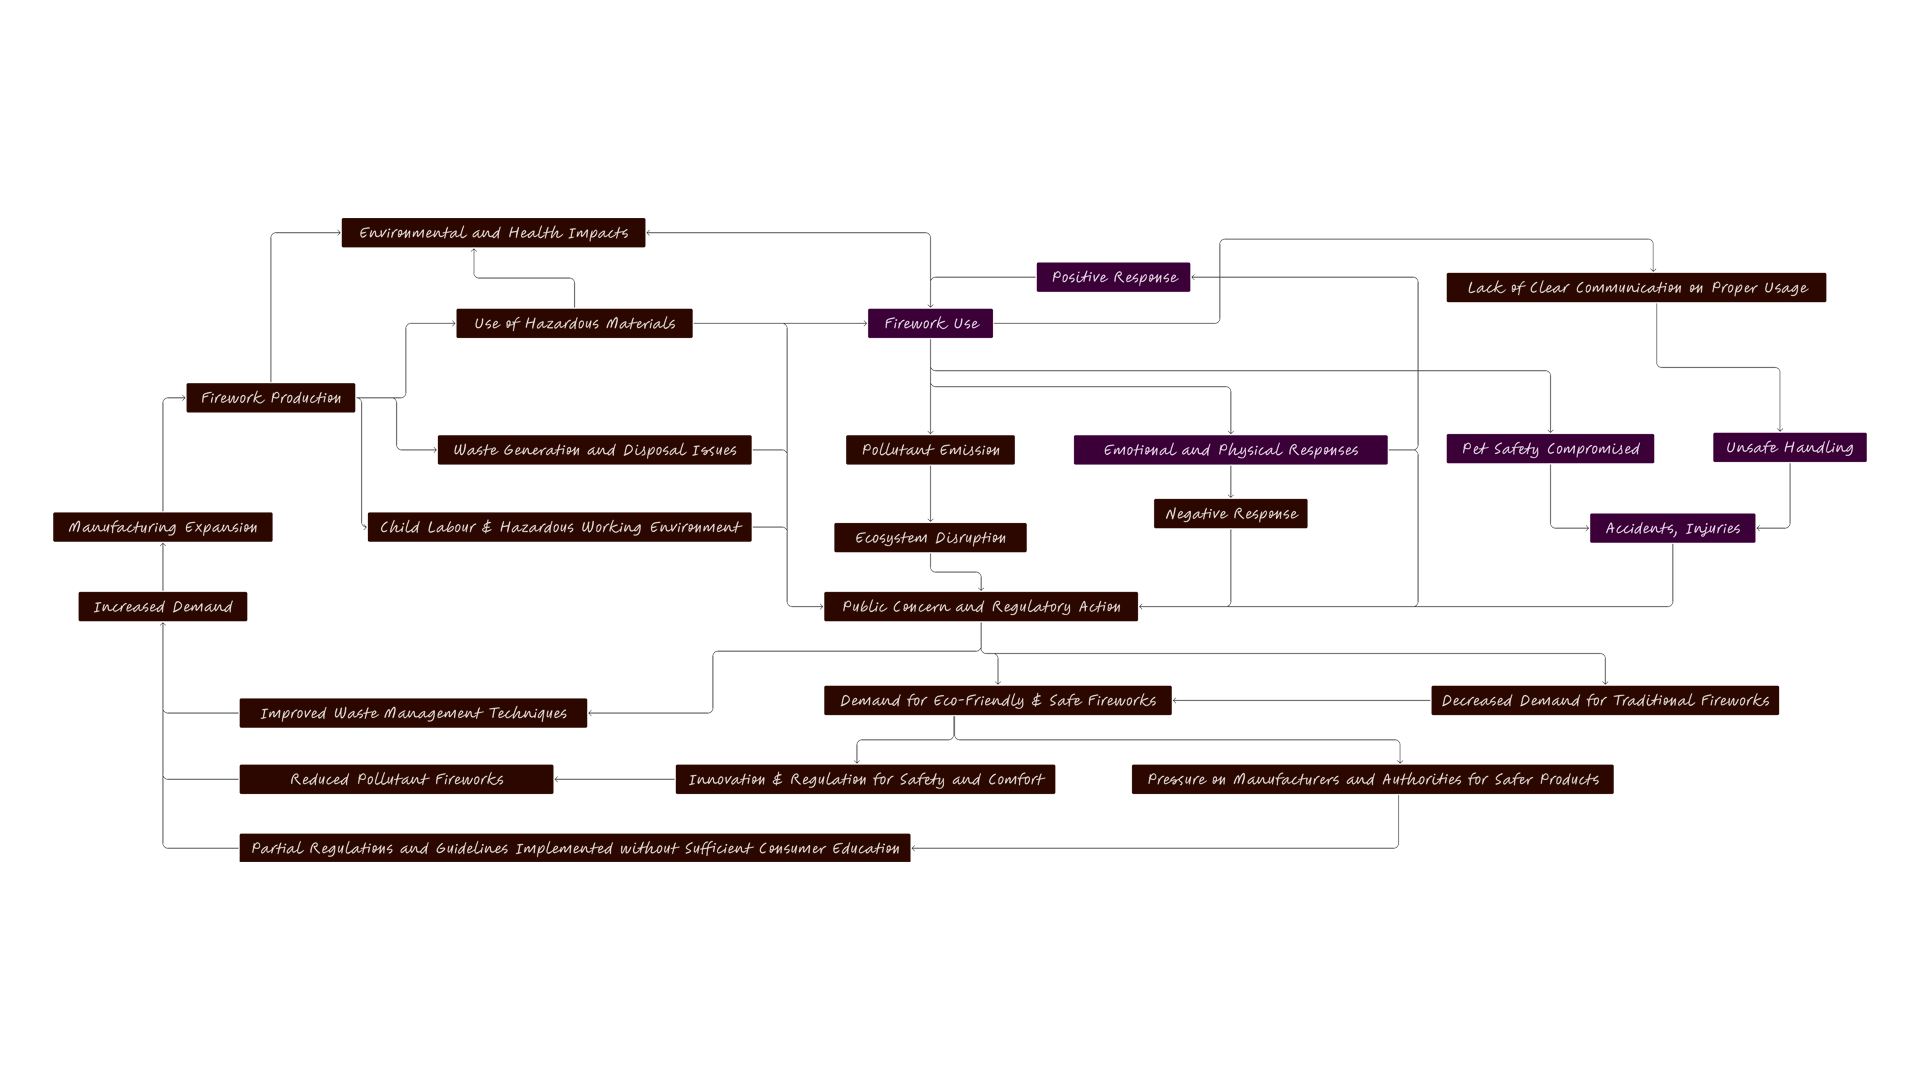 Environmental and Health Impacts
Positive Response
Lack of Clear Communication on Proper Usage
Use of Hazardous Materials
Firework Use
Firework Production
Waste Generation and Disposal Issues
Pollutant Emission
Emotional and Physical Responses
Pet Safety Compromised
Unsafe Handling
Negative Response
Manufacturing Expansion
Child Labour & Hazardous Working Environment
Ecosystem Disruption
Accidents, Injuries
Increased Demand
Public Concern and Regulatory Action
Improved Waste Management Techniques
Demand for Eco-Friendly & Safe Fireworks
Decreased Demand for Traditional Fireworks
Reduced Pollutant Fireworks
Innovation & Regulation for Safety and Comfort
Pressure on Manufacturers and Authorities for Safer Products
Partial Regulations and Guidelines Implemented without Sufficient Consumer Education